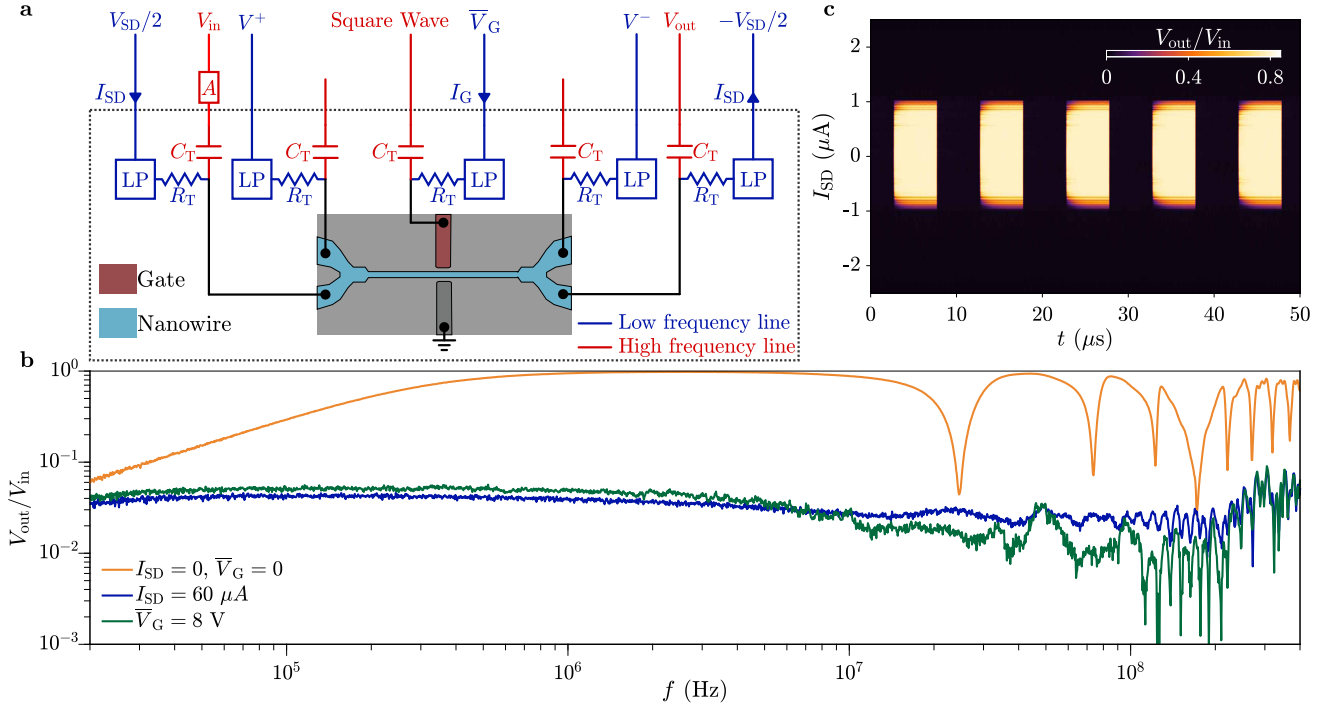 a
V_SD/2 V_in V^+ Square Wave V̅_G V^- V_out −V_SD/2
A
I_SD I_G I_SD
C_T C_T C_T C_T C_T
LP LP LP LP LP
R_T R_T R_T R_T R_T
Gate
Nanowire
Low frequency line
High frequency line
c
V_out/V_in
0 0.4 0.8
I_SD (μA)
2
1
0
-1
-2
0 10 20 30 40 50
t (μs)
b
V_out/V_in
10^0
10^−1
10^−2
10^−3
I_SD = 0, V̅_G = 0
I_SD = 60 μA
V̅_G = 8 V
10^5 10^6 10^7 10^8
f (Hz)